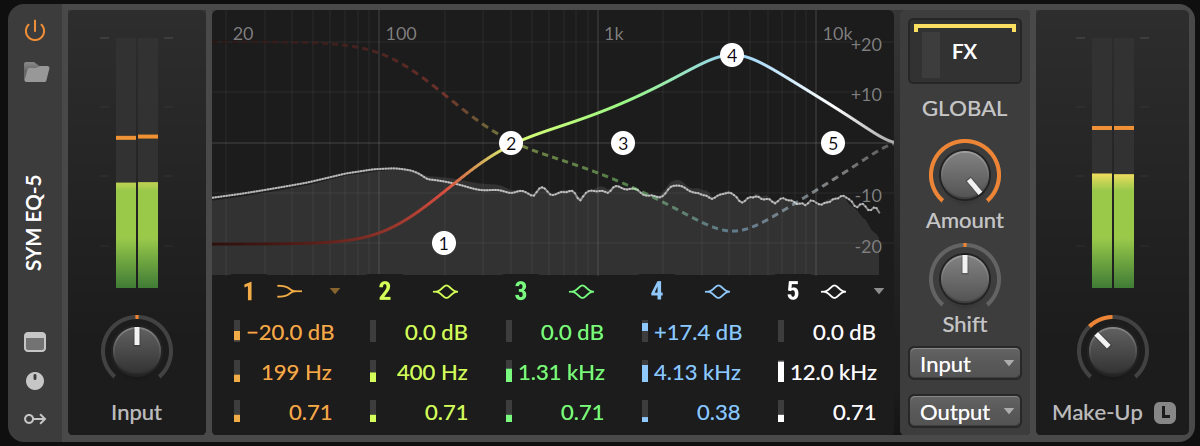 SYM EQ-5
Input
20 100 1k 10k
+20
+10
-10
-20
1 2 3 4 5
1 2 3 4 5
−20.0 dB 0.0 dB 0.0 dB +17.4 dB 0.0 dB
199 Hz 400 Hz 1.31 kHz 4.13 kHz 12.0 kHz
0.71 0.71 0.71 0.38 0.71
FX
GLOBAL
Amount
Shift
Input
Output
Make-Up L